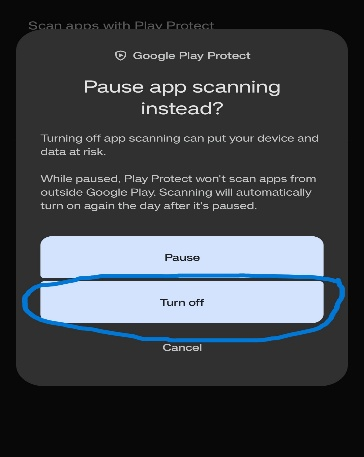 Scan apps with Play Protect
Google Play Protect
Pause app scanning
instead?
Turning off app scanning can put your device and
data at risk.
While paused, Play Protect won't scan apps from
outside Google Play. Scanning will automatically
turn on again the day after it's paused.
Pause
Turn off
Cancel